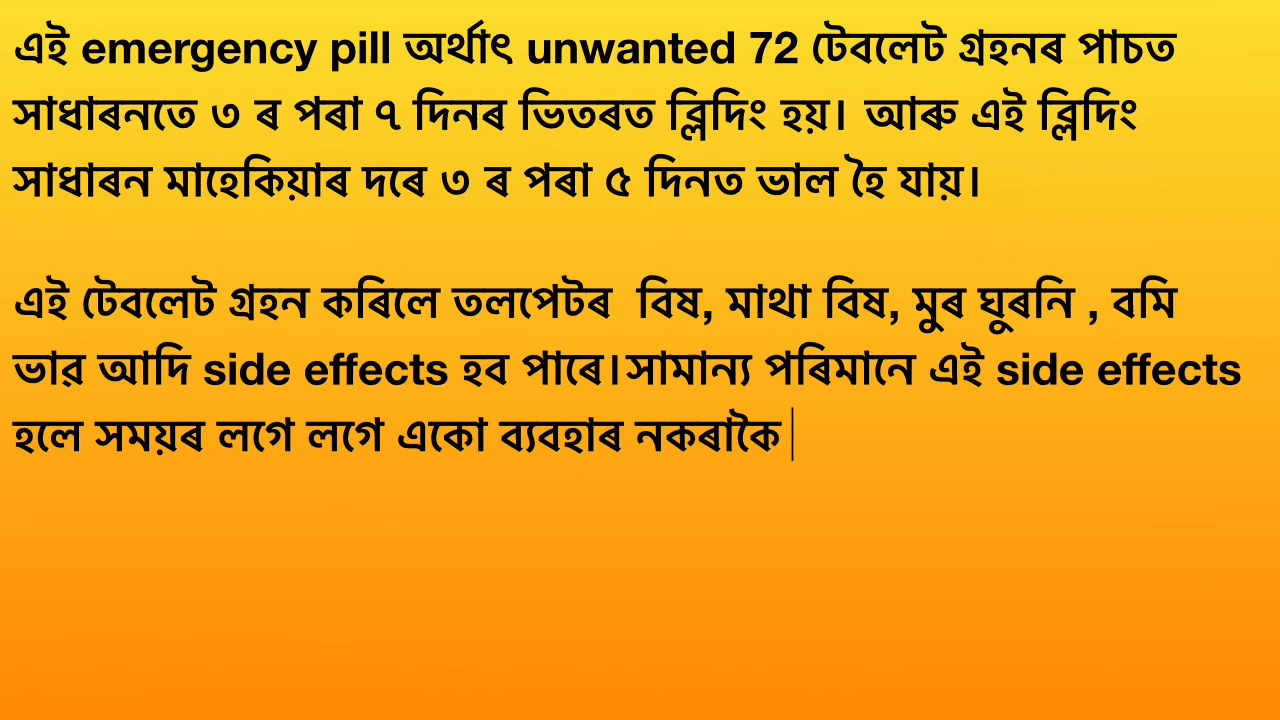 এই emergency pill অৰ্থাৎ unwanted 72 টেবলেট গ্ৰহনৰ পাচত
সাধাৰনতে ৩ ৰ পৰা ৭ দিনৰ ভিতৰত ব্লিদিং হয়। আৰু এই ব্লিদিং
সাধাৰন মাহেকিয়াৰ দৰে ৩ ৰ পৰা ৫ দিনত ভাল হৈ যায়।
এই টেবলেট গ্ৰহন কৰিলে তলপেটৰ বিষ, মাথা বিষ, মুৰ ঘুৰনি , বমি
ভাৱ আদি side effects হব পাৰে।সামান্য পৰিমানে এই side effects
হলে সময়ৰ লগে লগে একো ব্যবহাৰ নকৰাকৈ